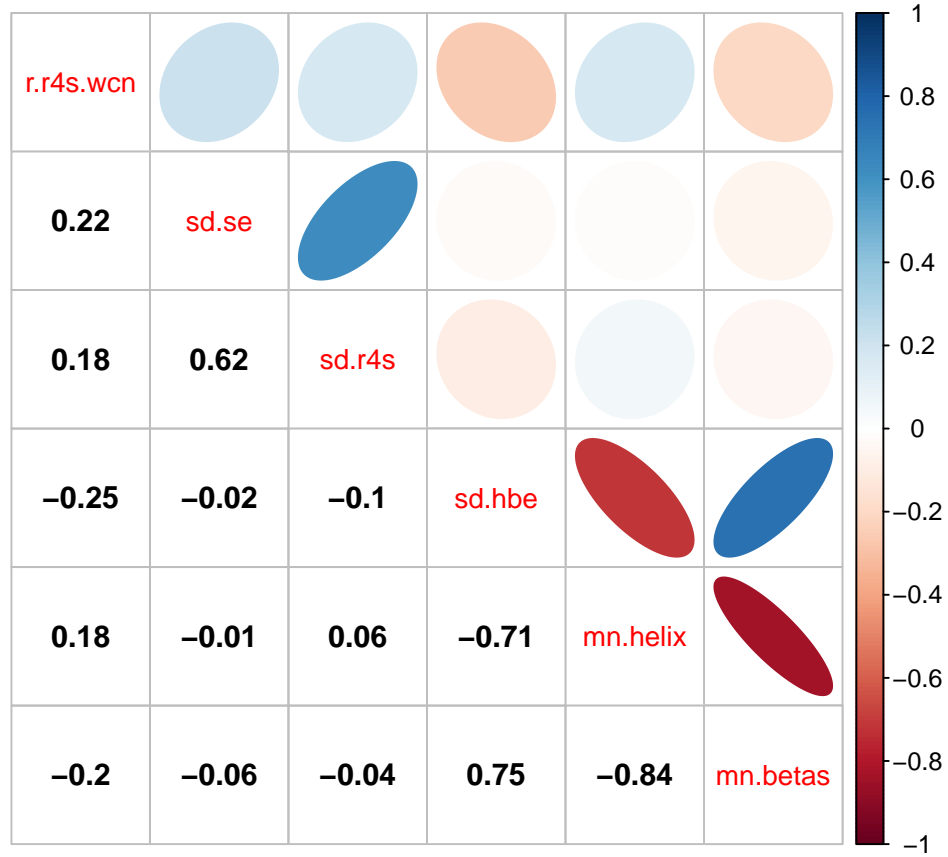 r.r4s.wcn
0.22 sd.se
0.18 0.62 sd.r4s
−0.25 −0.02 −0.1 sd.hbe
0.18 −0.01 0.06 −0.71 mn.helix
−0.2 −0.06 −0.04 0.75 −0.84 mn.betas
1
0.8
0.6
0.4
0.2
0
−0.2
−0.4
−0.6
−0.8
−1